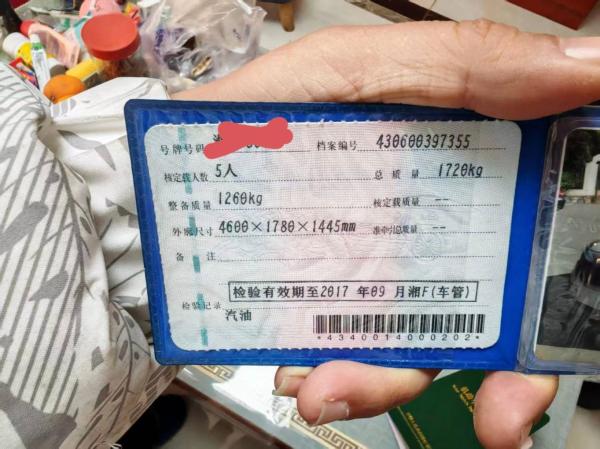 号牌号码 档案编号 430600397355
核定载人数 5人 总质量 1720kg
整备质量 1260kg 核定载质量 --
外廓尺寸 4600×1780×1445mm 准牵引总质量 --
备注
检验记录 检验有效期至2017年09月湘F(车管)
汽油
*4340014000202*